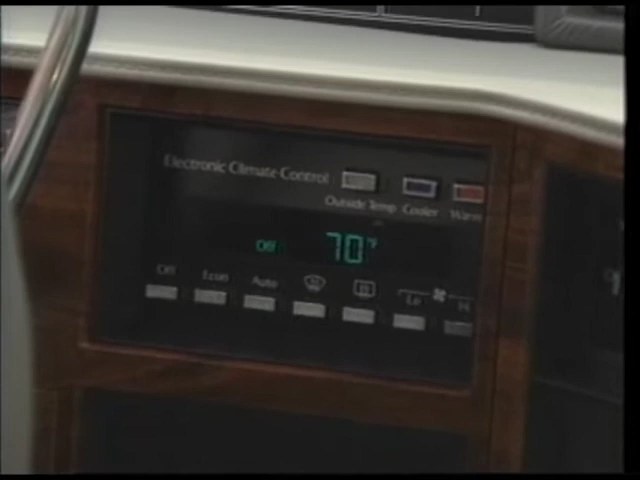 Electronic Climate Control
Outside Temp Cooler Warm
Off 70°F
Off Econ Auto Lo Hi